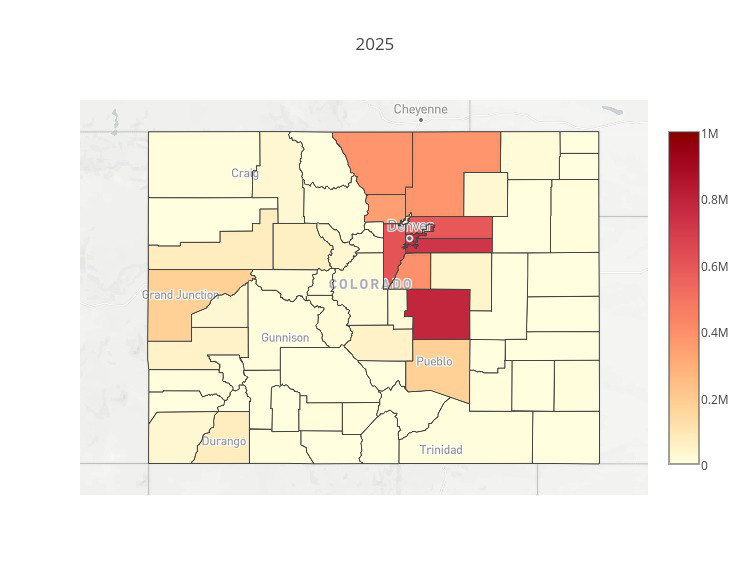 2025
Cheyenne
1M
Craig
0.8M
Denver
0.6M
COLORADO
Grand Junction
0.4M
Gunnison
Pueblo
0.2M
Durango
Trinidad
0